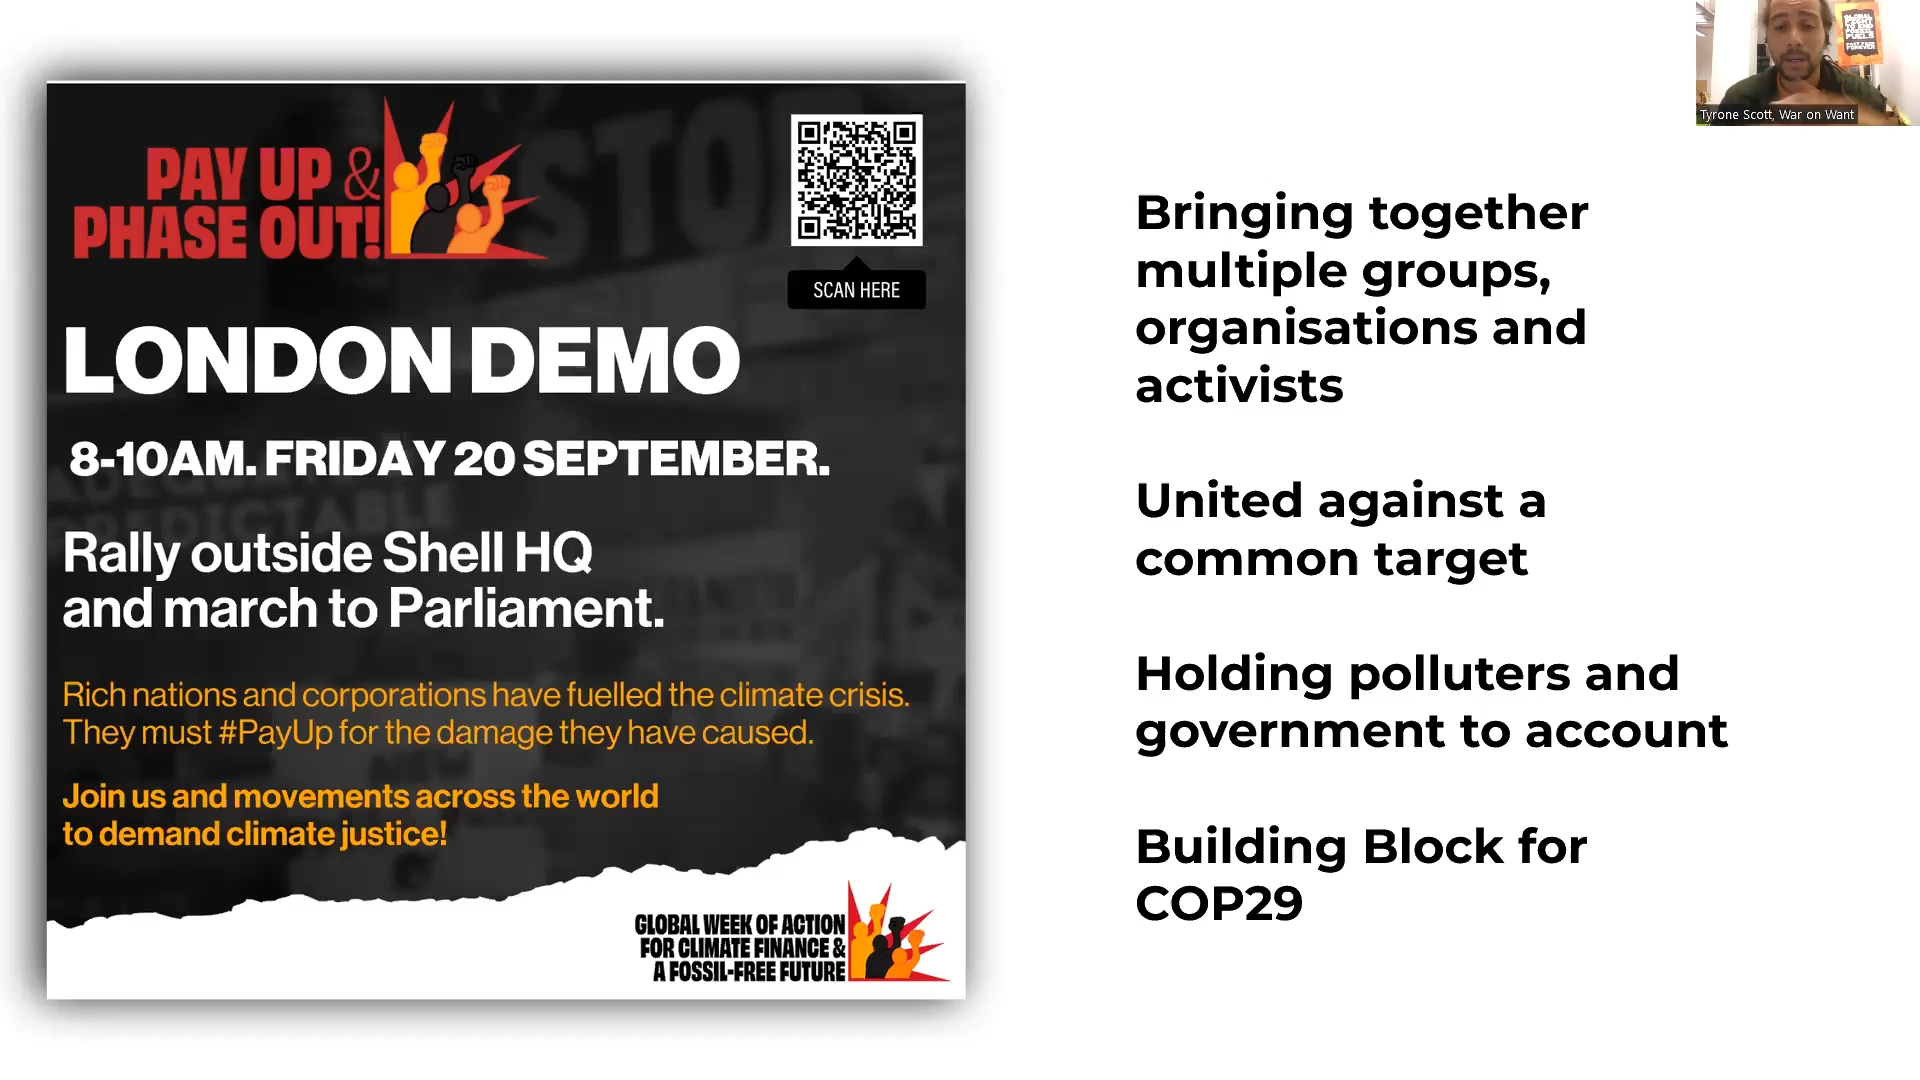 PAY UP &
PHASE OUT!
SCAN HERE
LONDON DEMO
8-10AM. FRIDAY 20 SEPTEMBER.
Rally outside Shell HQ
and march to Parliament.
Rich nations and corporations have fuelled the climate crisis.
They must #PayUp for the damage they have caused.
Join us and movements across the world
to demand climate justice!
GLOBAL WEEK OF ACTION
FOR CLIMATE FINANCE &
A FOSSIL-FREE FUTURE
Bringing together
multiple groups,
organisations and
activists
United against a
common target
Holding polluters and
government to account
Building Block for
COP29
GLOBAL
FUELS
FOREVER
Tyrone Scott, War on Want